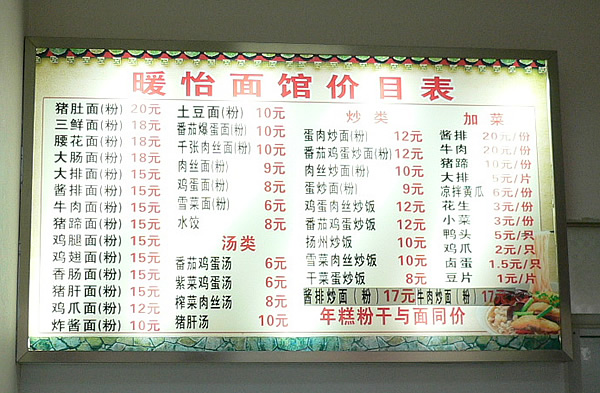 暖怡面馆价目表
猪肚面(粉) 20元
三鲜面(粉) 18元
腰花面(粉) 18元
大肠面(粉) 18元
大排面(粉) 15元
酱排面(粉) 15元
牛肉面(粉) 15元
猪蹄面(粉) 15元
鸡腿面(粉) 15元
鸡翅面(粉) 15元
香肠面(粉) 15元
猪肝面(粉) 15元
鸡爪面(粉) 12元
炸酱面(粉) 10元
土豆面(粉) 10元
番茄爆蛋面(粉) 10元
千张肉丝面(粉) 10元
肉丝面(粉) 9元
鸡蛋面(粉) 8元
雪菜面(粉) 6元
水饺 8元
汤类
番茄鸡蛋汤 6元
紫菜鸡蛋汤 6元
榨菜肉丝汤 8元
猪肝汤 10元
炒类
蛋肉炒面(粉) 12元
番茄鸡蛋炒面(粉) 12元
肉丝炒面(粉) 10元
蛋炒面(粉) 9元
鸡蛋肉丝炒饭 12元
番茄鸡蛋炒饭 12元
扬州炒饭 10元
雪菜肉丝炒饭 10元
干菜蛋炒饭 8元
酱排炒面（粉）17元 牛肉炒面（粉）17元
年糕粉干与面同价
加菜
酱排 20元/份
牛肉 20元/份
猪蹄 10元/份
大排 5元/片
凉拌黄瓜 6元/份
花生 3元/份
小菜 3元/份
鸭头 5元/只
鸡爪 2元/只
卤蛋 1.5元/只
豆片 1元/片